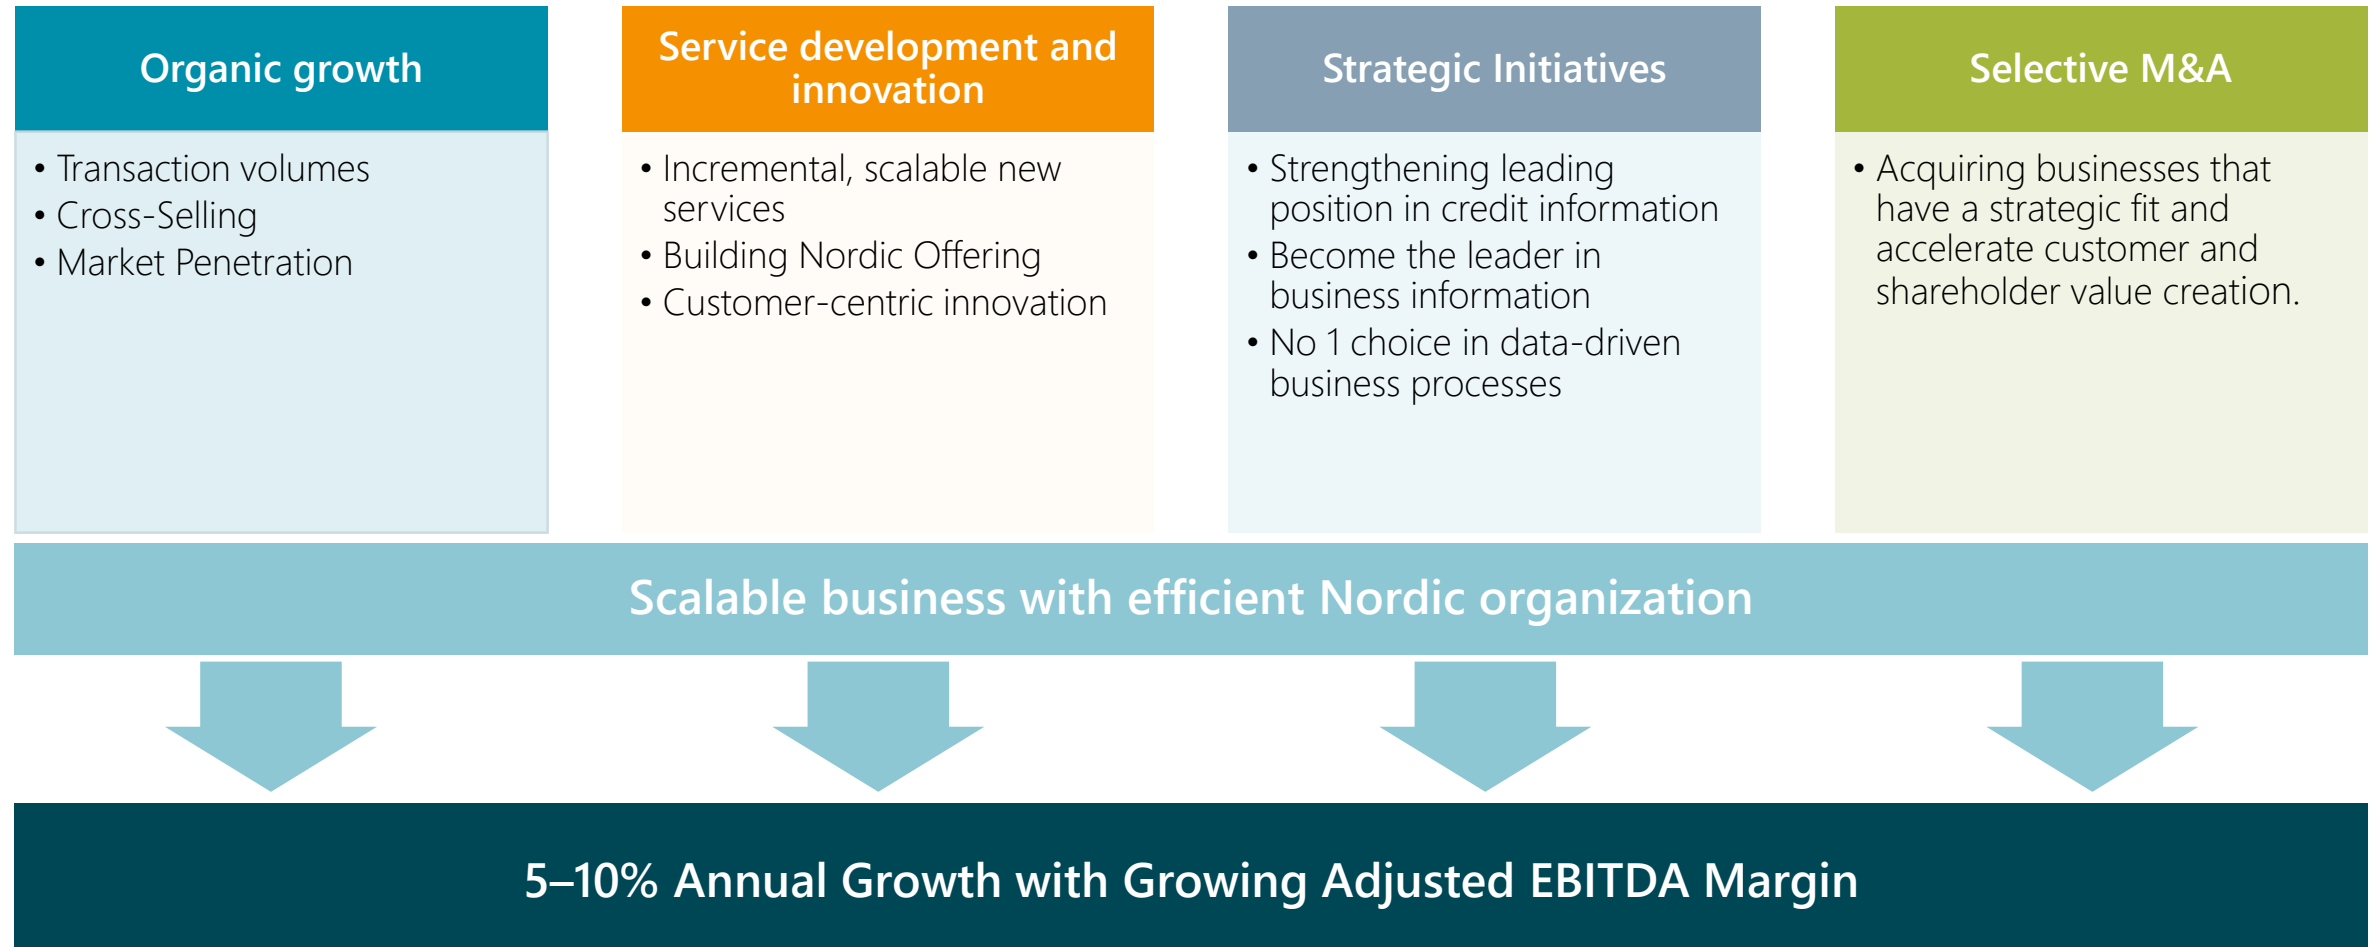 Organic growth
• Transaction volumes
• Cross-Selling
• Market Penetration
Service development and
innovation
• Incremental, scalable new
services
• Building Nordic Offering
• Customer-centric innovation
Strategic Initiatives
• Strengthening leading
position in credit information
• Become the leader in
business information
• No 1 choice in data-driven
business processes
Selective M&A
• Acquiring businesses that
have a strategic fit and
accelerate customer and
shareholder value creation.
Scalable business with efficient Nordic organization
5–10% Annual Growth with Growing Adjusted EBITDA Margin